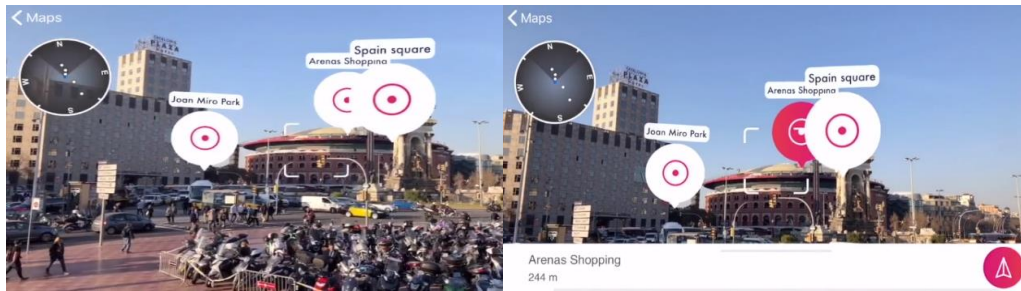 Maps
N
E
S
W
PLAZA
Spain square
Arenas Shopping
Joan Miro Park
Maps
N
E
S
W
PLAZA
Spain square
Arenas Shopping
Joan Miro Park
Arenas Shopping
244 m